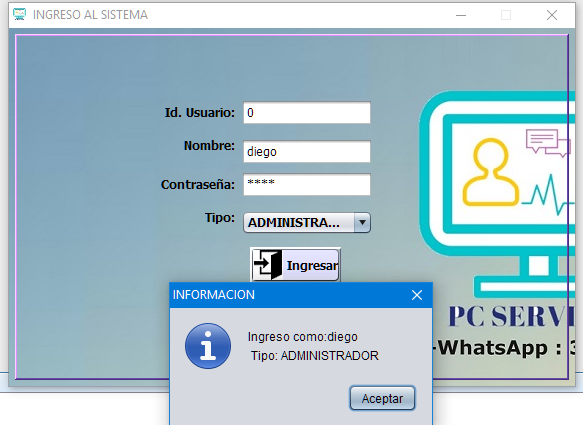 INGRESO AL SISTEMA
Id. Usuario: 0
Nombre: diego
Contraseña: ****
Tipo: ADMINISTRA...
Ingresar
PC SERVI
-WhatsApp : 3
INFORMACION
Ingreso como:diego
Tipo: ADMINISTRADOR
Aceptar